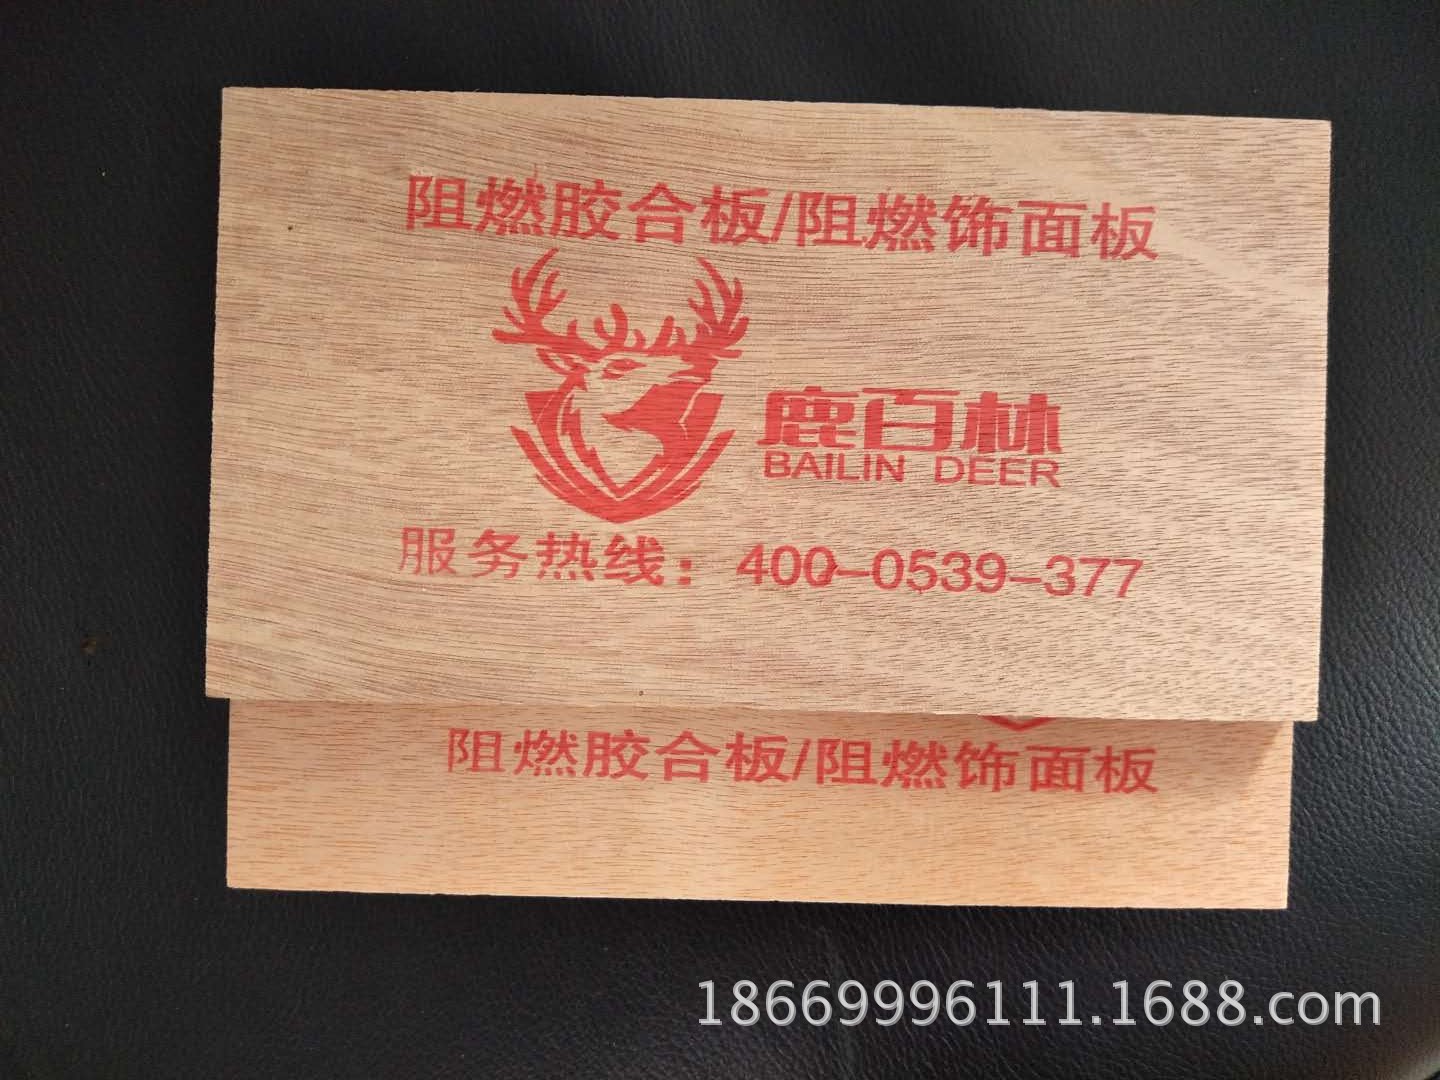 阻燃胶合板/阻燃饰面板
鹿百林
BAILIN DEER
服务热线：400-0539-377
阻燃胶合板/阻燃饰面板
18669996111.1688.com